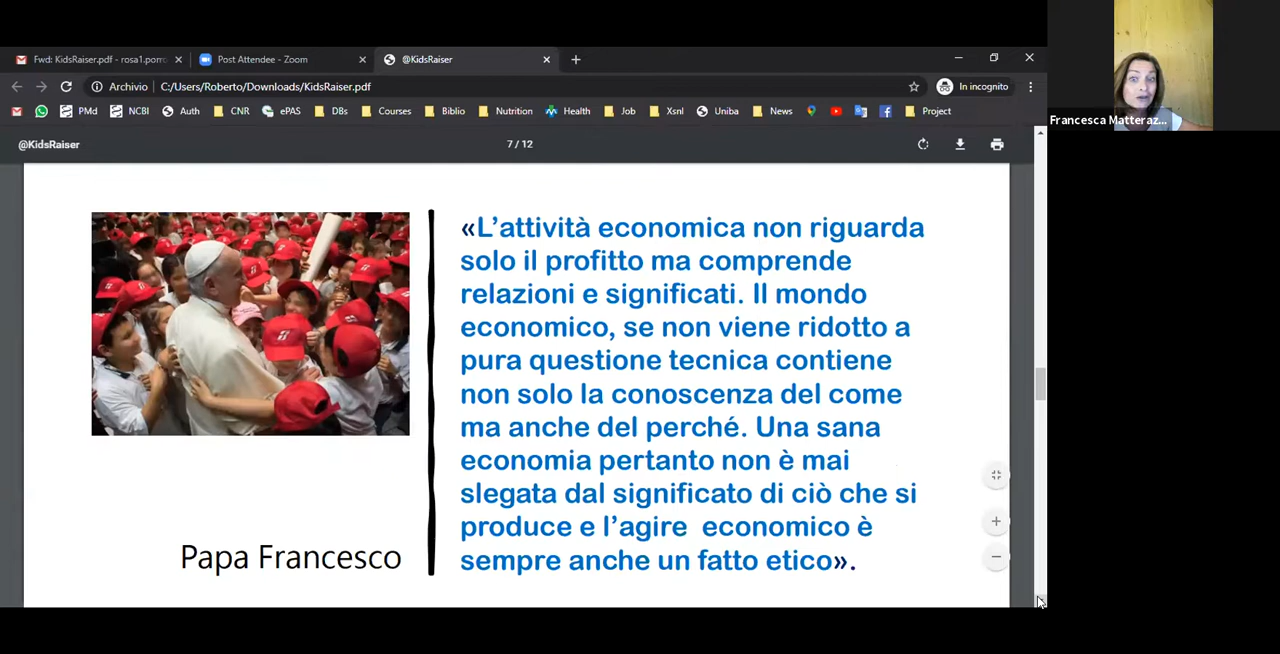 Fwd: KidsRaiser.pdf - rosa1.porr
Post Attendee - Zoom
@KidsRaiser
Archivio
C:/Users/Roberto/Downloads/KidsRaiser.pdf
In incognito
PMd
NCBI
Auth
CNR
ePAS
DBs
Courses
Biblio
Nutrition
Health
Job
Xsnl
Uniba
News
Project
Francesca Matteraz...
@KidsRaiser
7 / 12
«L’attività economica non riguarda
solo il profitto ma comprende
relazioni e significati. Il mondo
economico, se non viene ridotto a
pura questione tecnica contiene
non solo la conoscenza del come
ma anche del perché. Una sana
economia pertanto non è mai
slegata dal significato di ciò che si
produce e l’agire economico è
sempre anche un fatto etico».
Papa Francesco